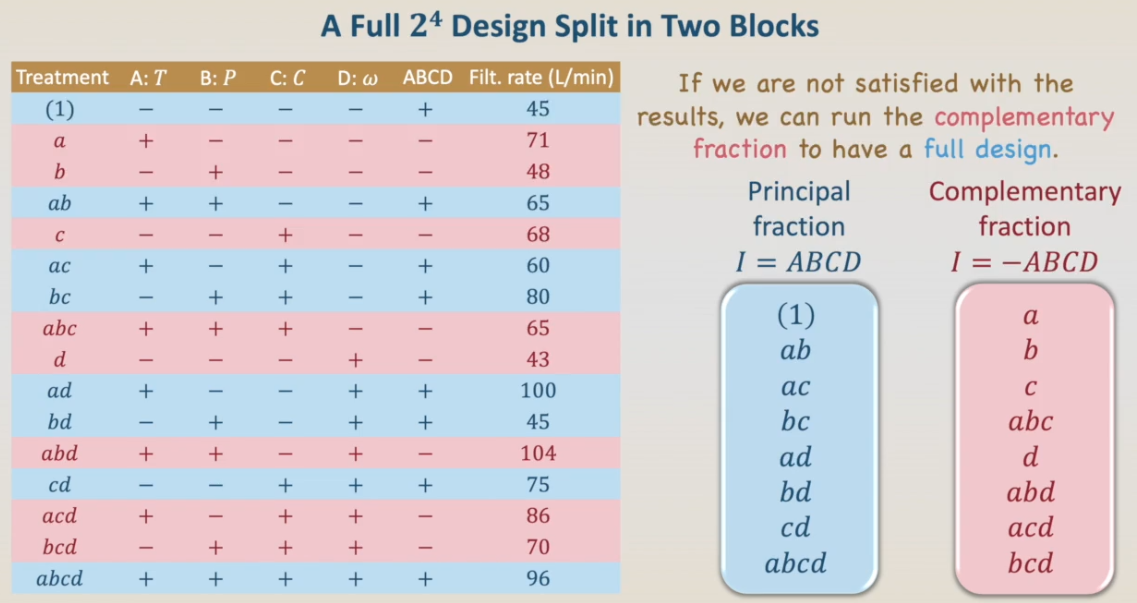 A Full 2⁴ Design Split in Two Blocks
Treatment A: T B: P C: C D: ω ABCD Filt. rate (L/min)
(1) − − − − + 45
a + − − − − 71
b − + − − − 48
ab + + − − + 65
c − − + − − 68
ac + − + − + 60
bc − + + − + 80
abc + + + − − 65
d − − − + − 43
ad + − − + + 100
bd − + − + + 45
abd + + − + − 104
cd − − + + + 75
acd + − + + − 86
bcd − + + + − 70
abcd + + + + + 96
If we are not satisfied with the
results, we can run the complementary
fraction to have a full design.
Principal
fraction
I = ABCD
(1)
ab
ac
bc
ad
bd
cd
abcd
Complementary
fraction
I = −ABCD
a
b
c
abc
d
abd
acd
bcd